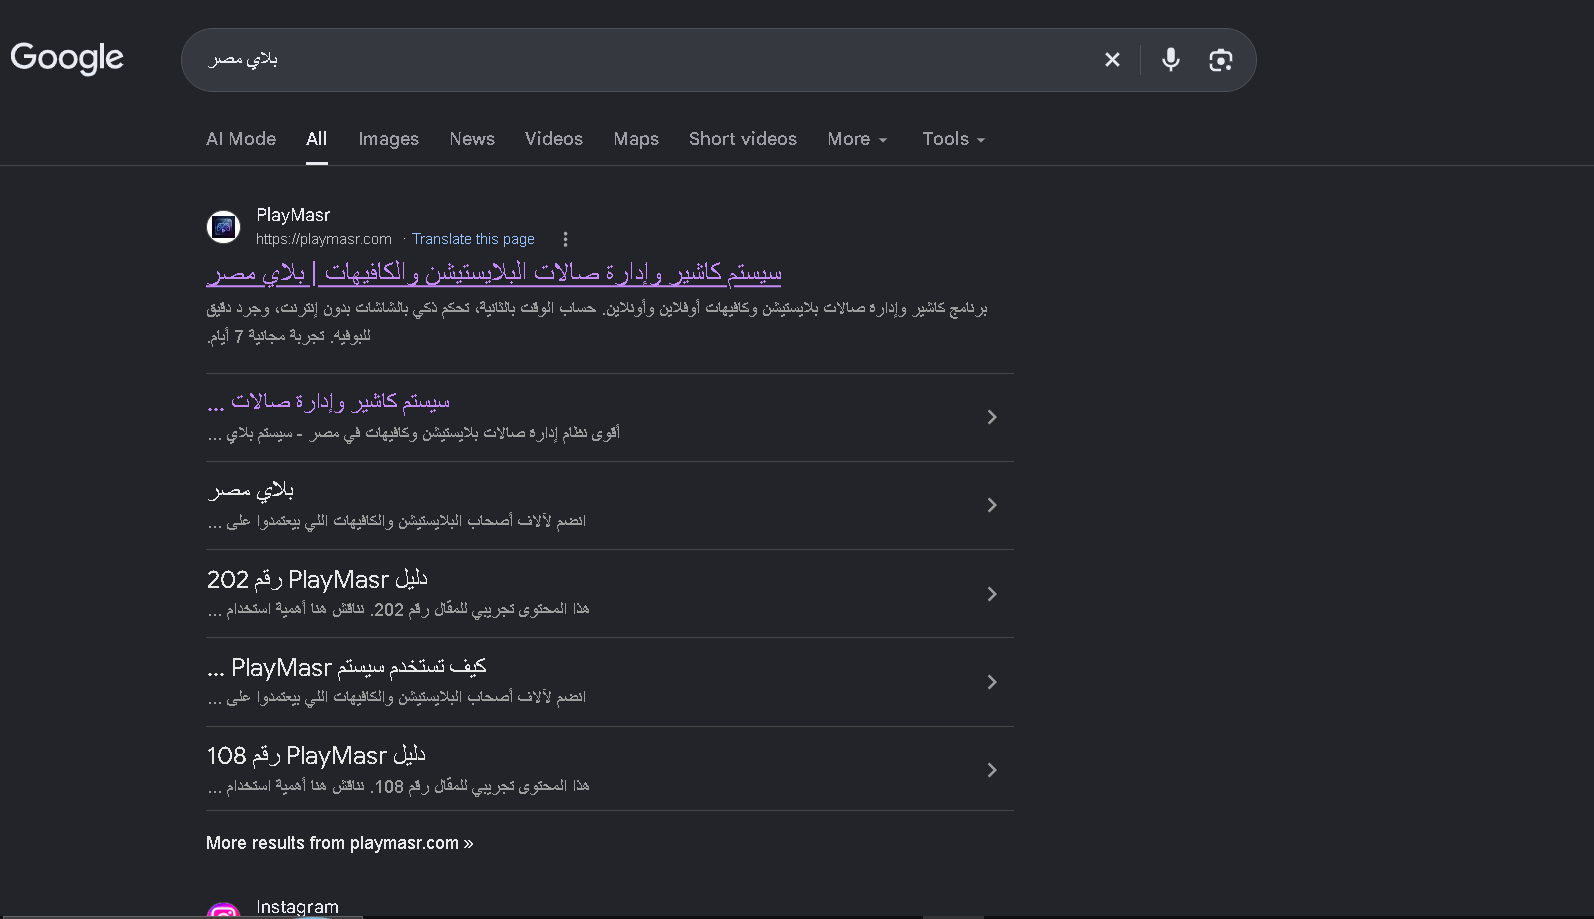 Google
بلاي مصر
AI Mode All Images News Videos Maps Short videos More Tools
PlayMasr
https://playmasr.com · Translate this page
سيستم كاشير وإدارة صالات البلايستيشن والكافيهات | بلاي مصر
برنامج كاشير وإدارة صالات بلايستيشن وكافيهات أوفلاين وأونلاين. حساب الوقت بالثانية، تحكم ذكي بالشاشات بدون إنترنت، وجرد دقيق
للبوفيه. تجربة مجانية 7 أيام.
سيستم كاشير وإدارة صالات ...
أقوى نظام إدارة صالات بلايستيشن وكافيهات في مصر - سيستم بلاي ...
بلاي مصر
انضم لآلاف أصحاب البلايستيشن والكافيهات اللي بيعتمدوا على ...
دليل PlayMasr رقم 202
هذا المحتوى تجريبي للمقال رقم 202. نناقش هنا أهمية استخدام ...
كيف تستخدم سيستم PlayMasr ...
انضم لآلاف أصحاب البلايستيشن والكافيهات اللي بيعتمدوا على ...
دليل PlayMasr رقم 108
هذا المحتوى تجريبي للمقال رقم 108. نناقش هنا أهمية استخدام ...
More results from playmasr.com »
Instagram